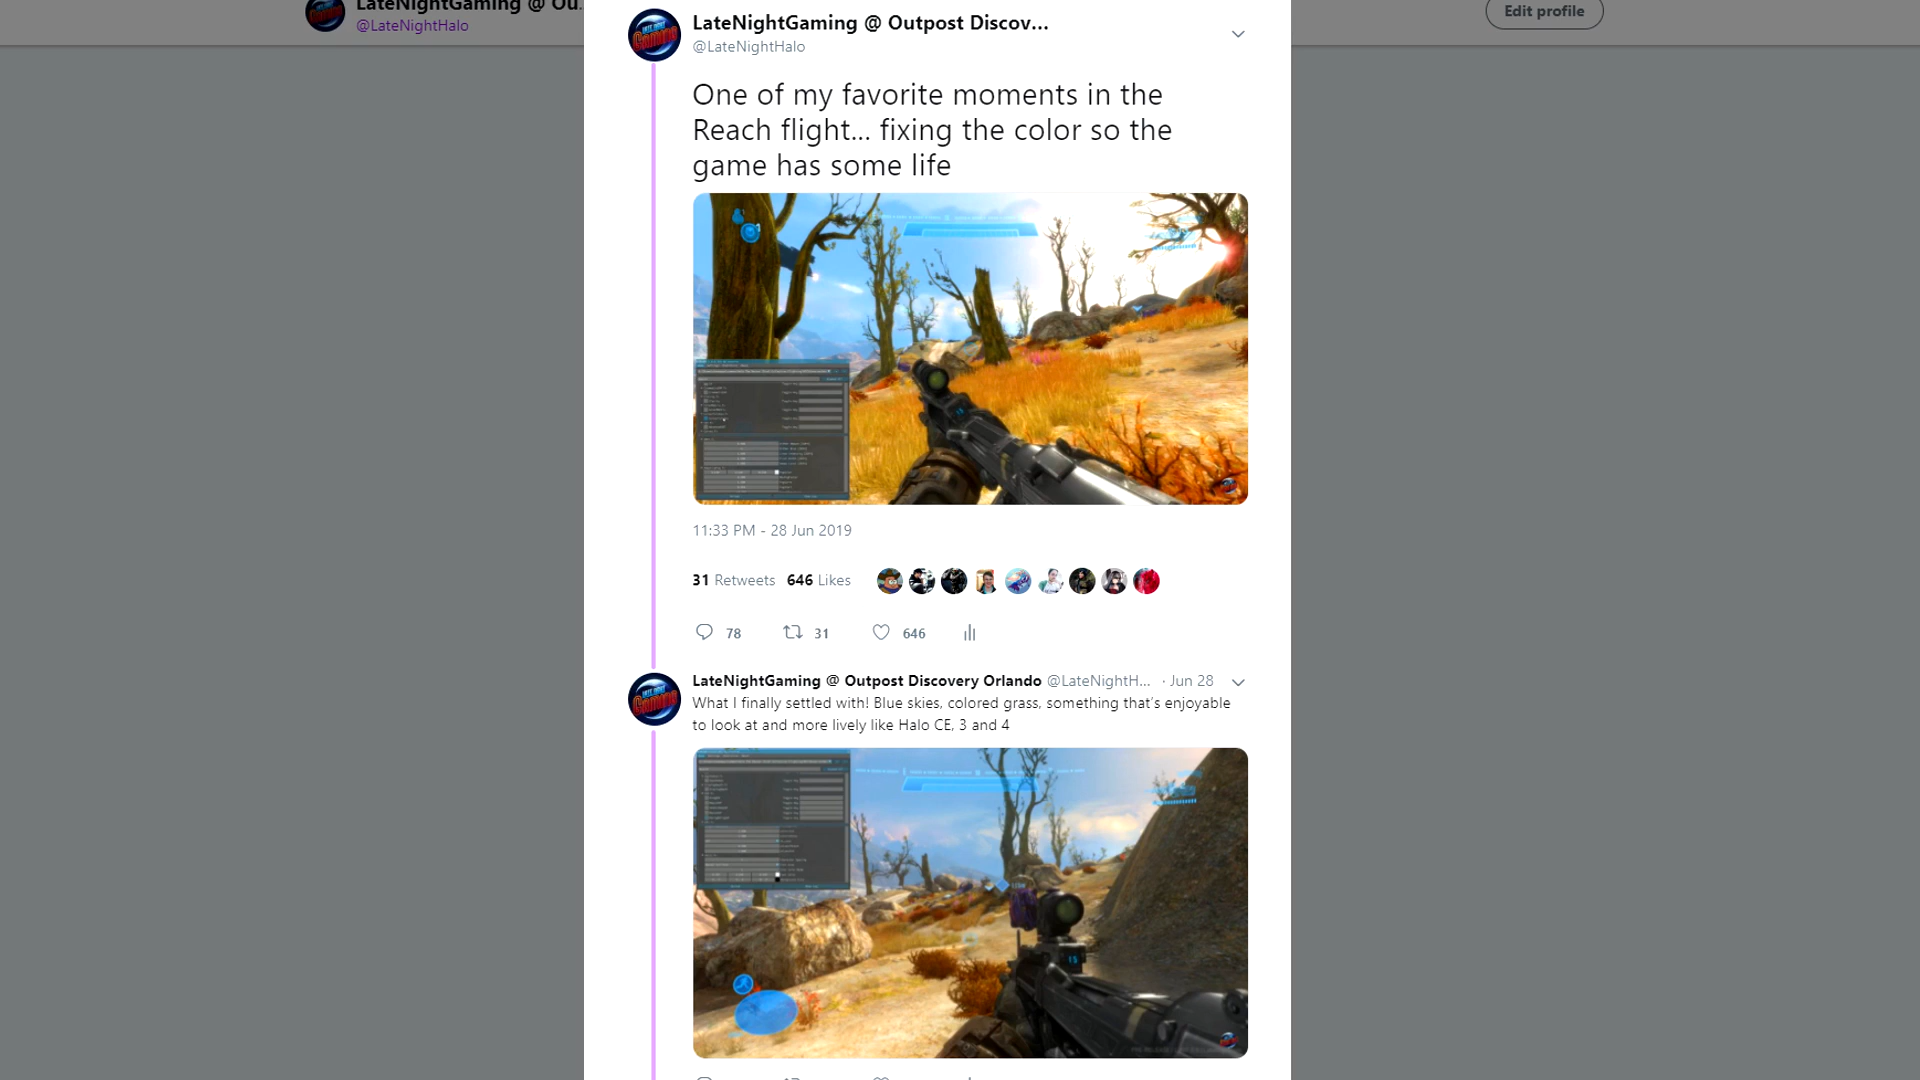 LateNightGaming @ Ou...
@LateNightHalo
Edit profile
LateNightGaming @ Outpost Discov...
@LateNightHalo
One of my favorite moments in the
Reach flight... fixing the color so the
game has some life
11:33 PM - 28 Jun 2019
31 Retweets 646 Likes
78 31 646
LateNightGaming @ Outpost Discovery Orlando @LateNightH... · Jun 28
What I finally settled with! Blue skies, colored grass, something that's enjoyable
to look at and more lively like Halo CE, 3 and 4